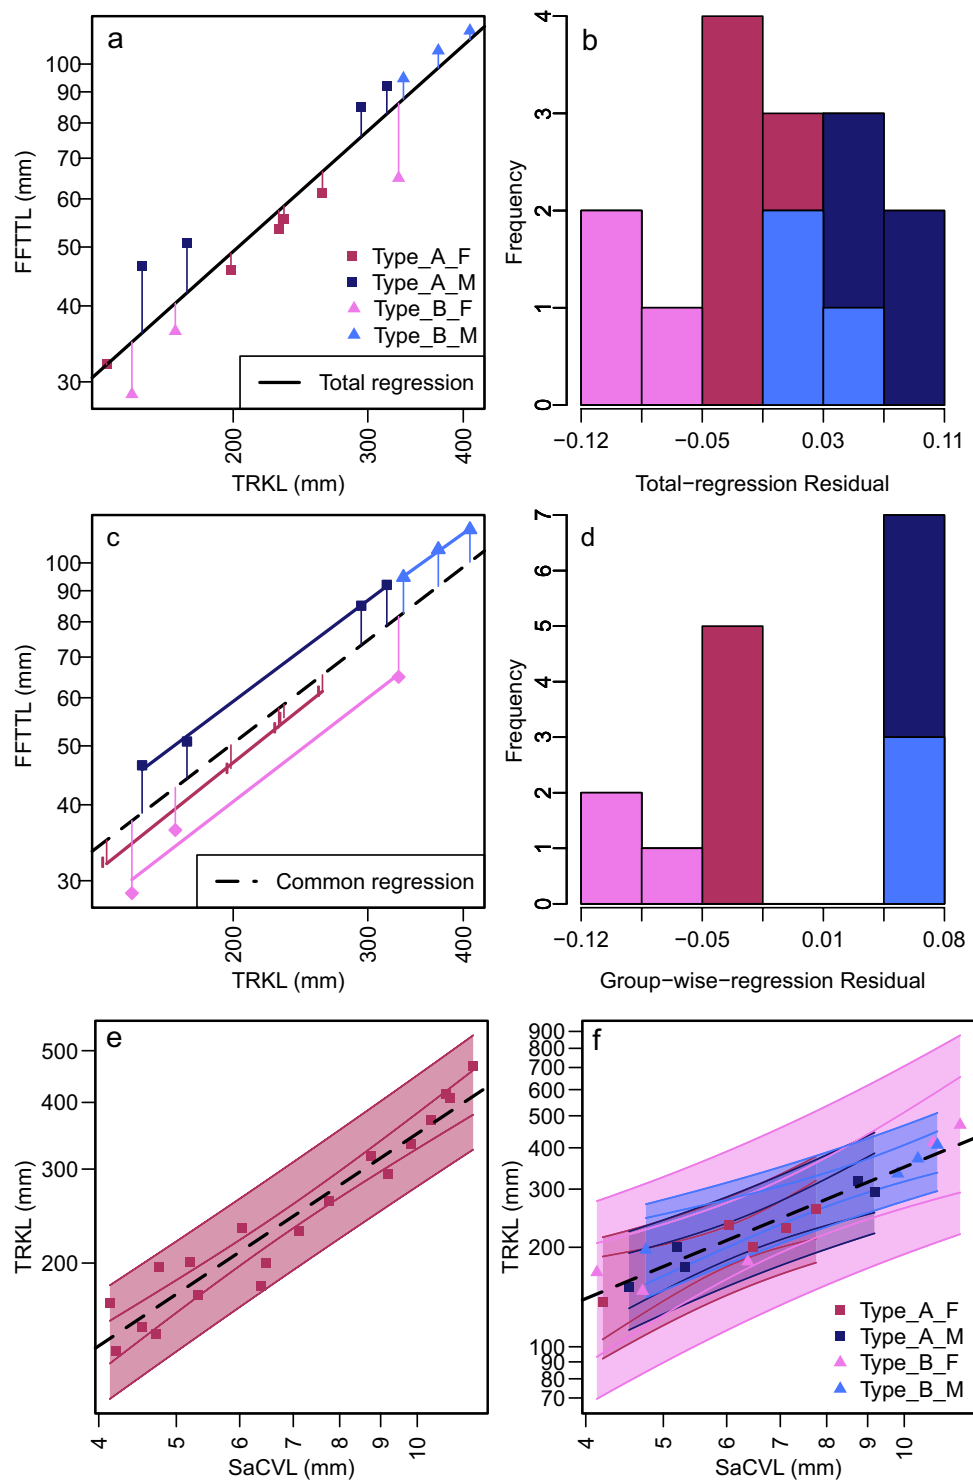 a
FFTTL (mm)
100
90
80
70
60
50
40
30
Type_A_F
Type_A_M
Type_B_F
Type_B_M
Total regression
200
300
400
TRKL (mm)
b
Frequency
4
3
2
1
0
−0.12
−0.05
0.03
0.11
Total−regression Residual
c
FFTTL (mm)
100
90
80
70
60
50
40
30
Common regression
200
300
400
TRKL (mm)
d
Frequency
7
6
5
4
3
2
1
0
−0.12
−0.05
0.01
0.08
Group−wise−regression Residual
e
TRKL (mm)
500
400
300
200
4
5
6
7
8
9
10
SaCVL (mm)
f
TRKL (mm)
900
800
700
600
500
400
300
200
100
90
80
70
Type_A_F
Type_A_M
Type_B_F
Type_B_M
4
5
6
7
8
9
10
SaCVL (mm)